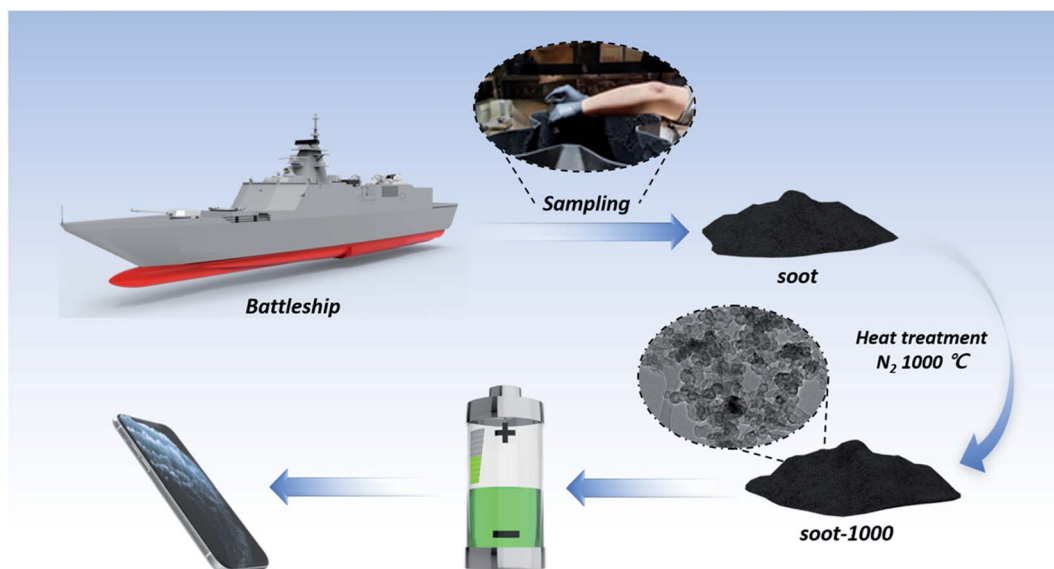 Sampling
Battleship
soot
Heat treatment
N₂ 1000 ℃
+
−
soot-1000